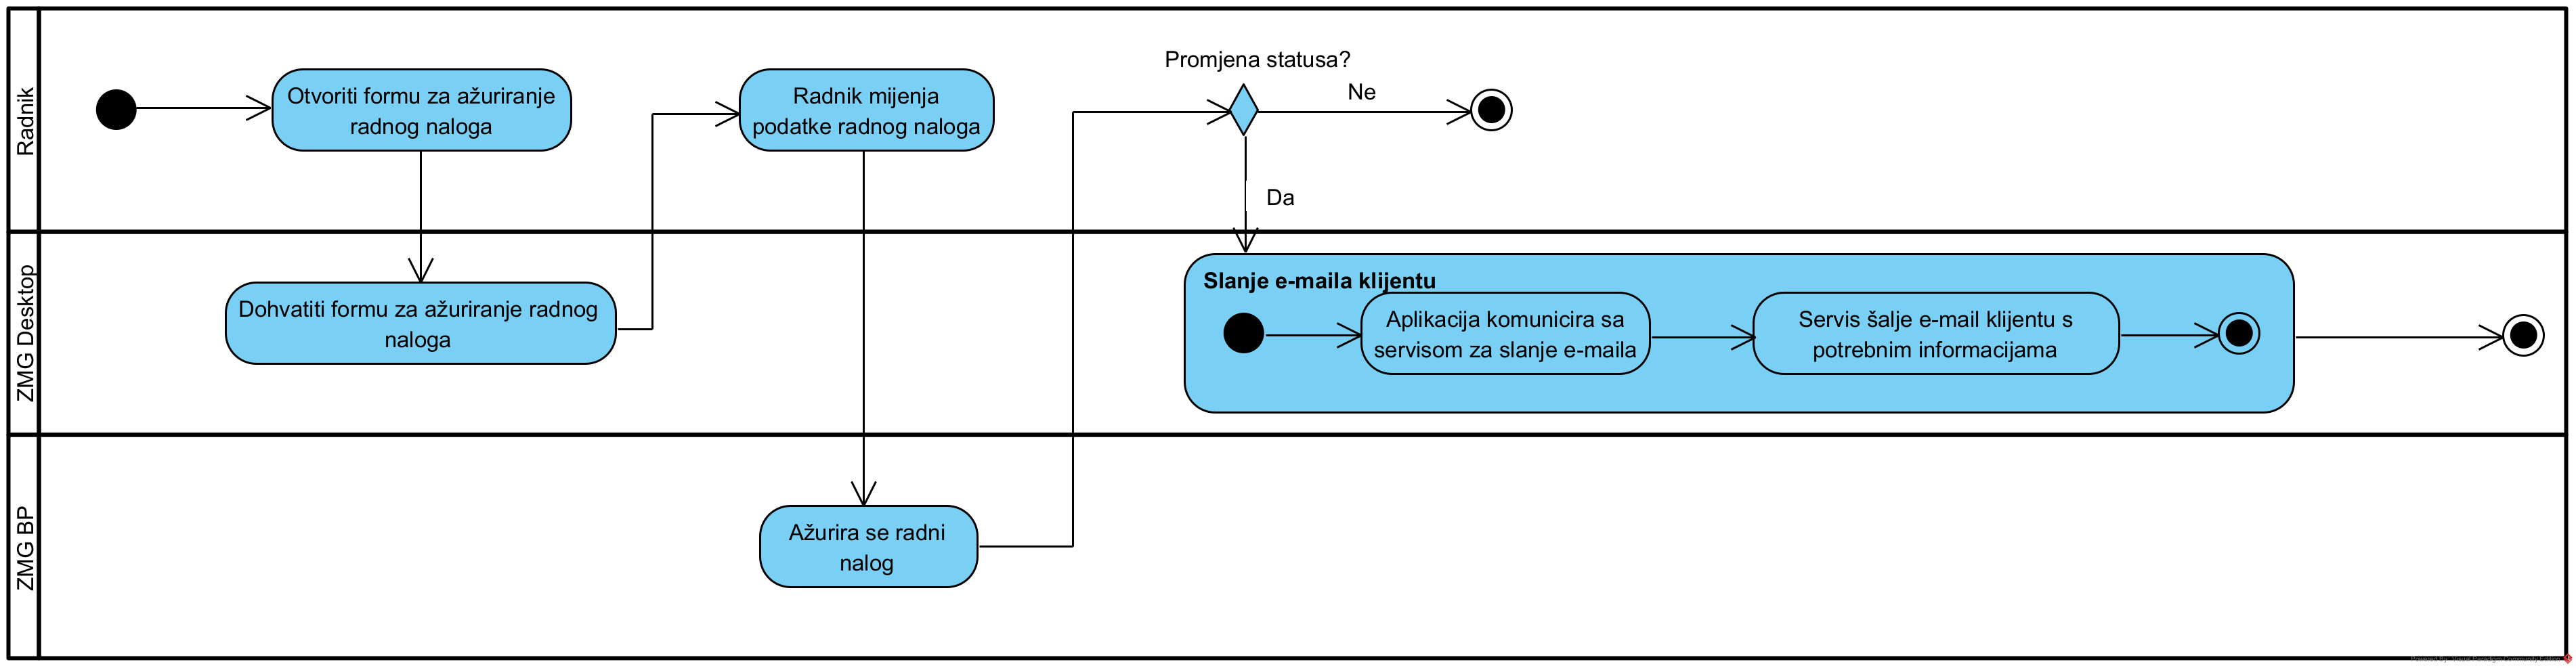 Radnik
Otvoriti formu za ažuriranje
radnog naloga
Radnik mijenja
podatke radnog naloga
Promjena statusa?
Ne
Da
ZMG Desktop
Dohvatiti formu za ažuriranje radnog
naloga
Slanje e-maila klijentu
Aplikacija komunicira sa
servisom za slanje e-maila
Servis šalje e-mail klijentu s
potrebnim informacijama
ZMG BP
Ažurira se radni
nalog